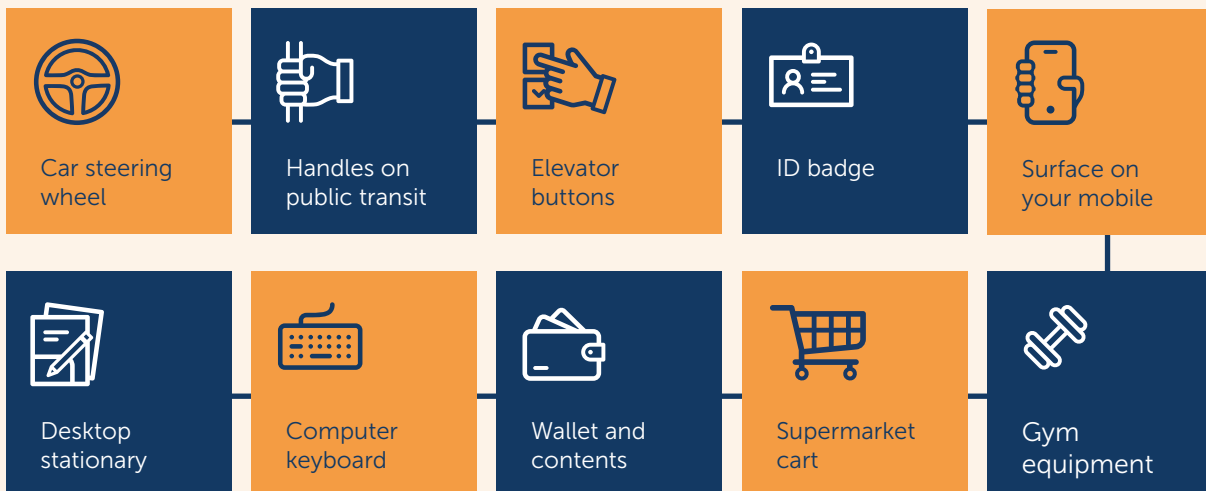 Car steering
wheel
Handles on
public transit
Elevator
buttons
ID badge
Surface on
your mobile
Desktop
stationary
Computer
keyboard
Wallet and
contents
Supermarket
cart
Gym
equipment